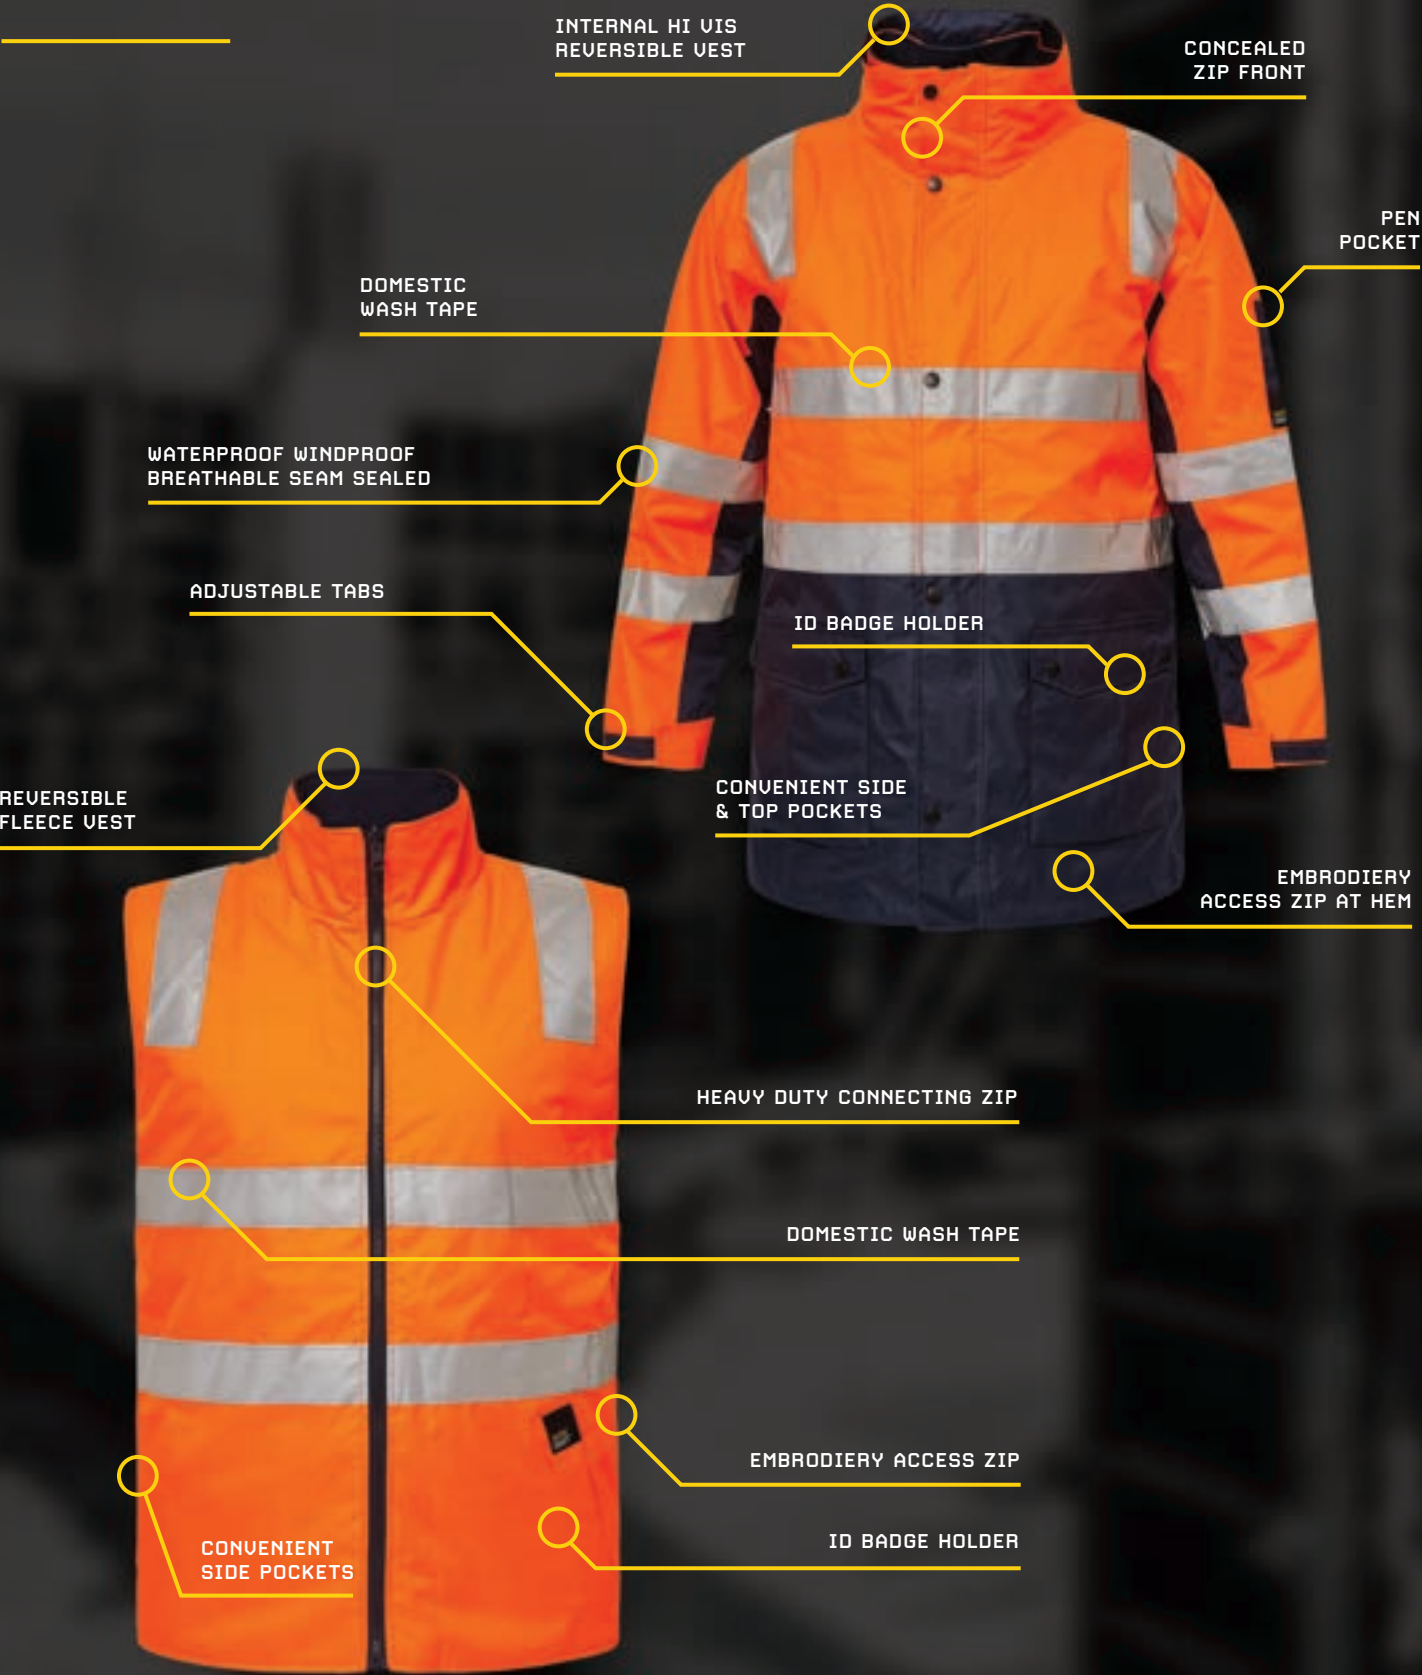 INTERNAL HI VIS
REVERSIBLE VEST
CONCEALED
ZIP FRONT
PEN
POCKET
DOMESTIC
WASH TAPE
WATERPROOF WINDPROOF
BREATHABLE SEAM SEALED
ADJUSTABLE TABS
ID BADGE HOLDER
CONVENIENT SIDE
& TOP POCKETS
REVERSIBLE
FLEECE VEST
EMBRODIERY
ACCESS ZIP AT HEM
HEAVY DUTY CONNECTING ZIP
DOMESTIC WASH TAPE
EMBRODIERY ACCESS ZIP
ID BADGE HOLDER
CONVENIENT
SIDE POCKETS